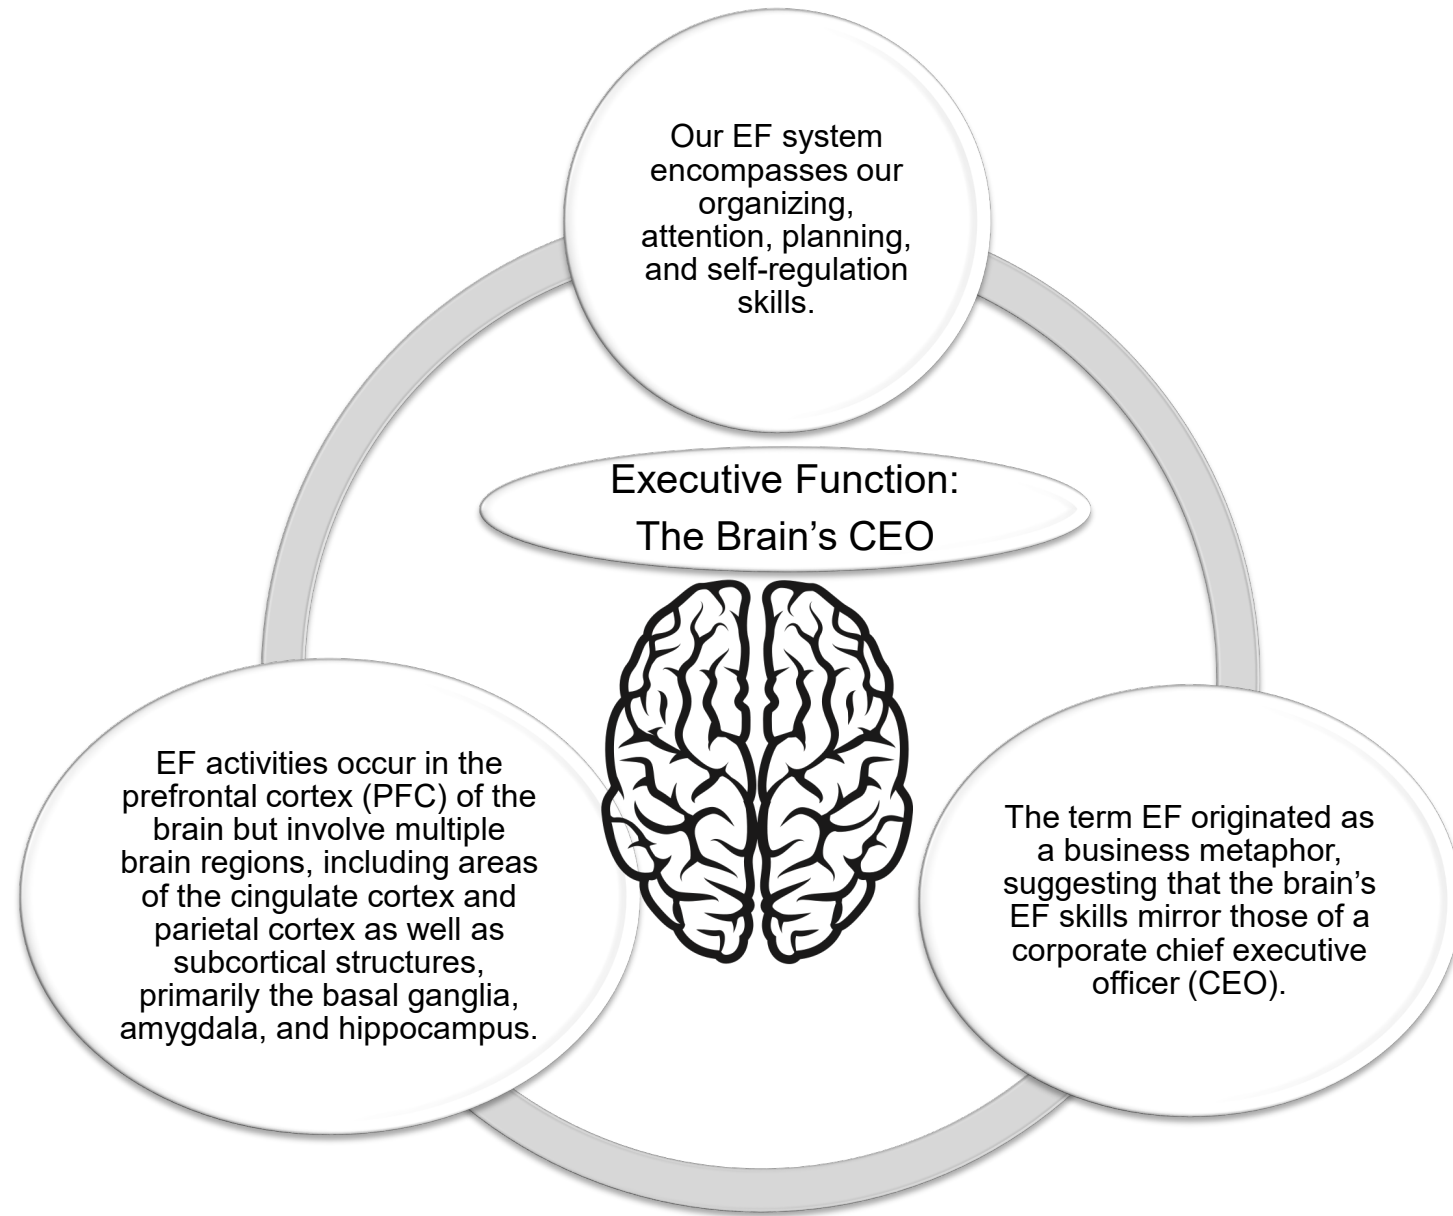 Our EF system
encompasses our
organizing,
attention, planning,
and self-regulation
skills.
Executive Function:
The Brain’s CEO
EF activities occur in the
prefrontal cortex (PFC) of the
brain but involve multiple
brain regions, including areas
of the cingulate cortex and
parietal cortex as well as
subcortical structures,
primarily the basal ganglia,
amygdala, and hippocampus.
The term EF originated as
a business metaphor,
suggesting that the brain’s
EF skills mirror those of a
corporate chief executive
officer (CEO).